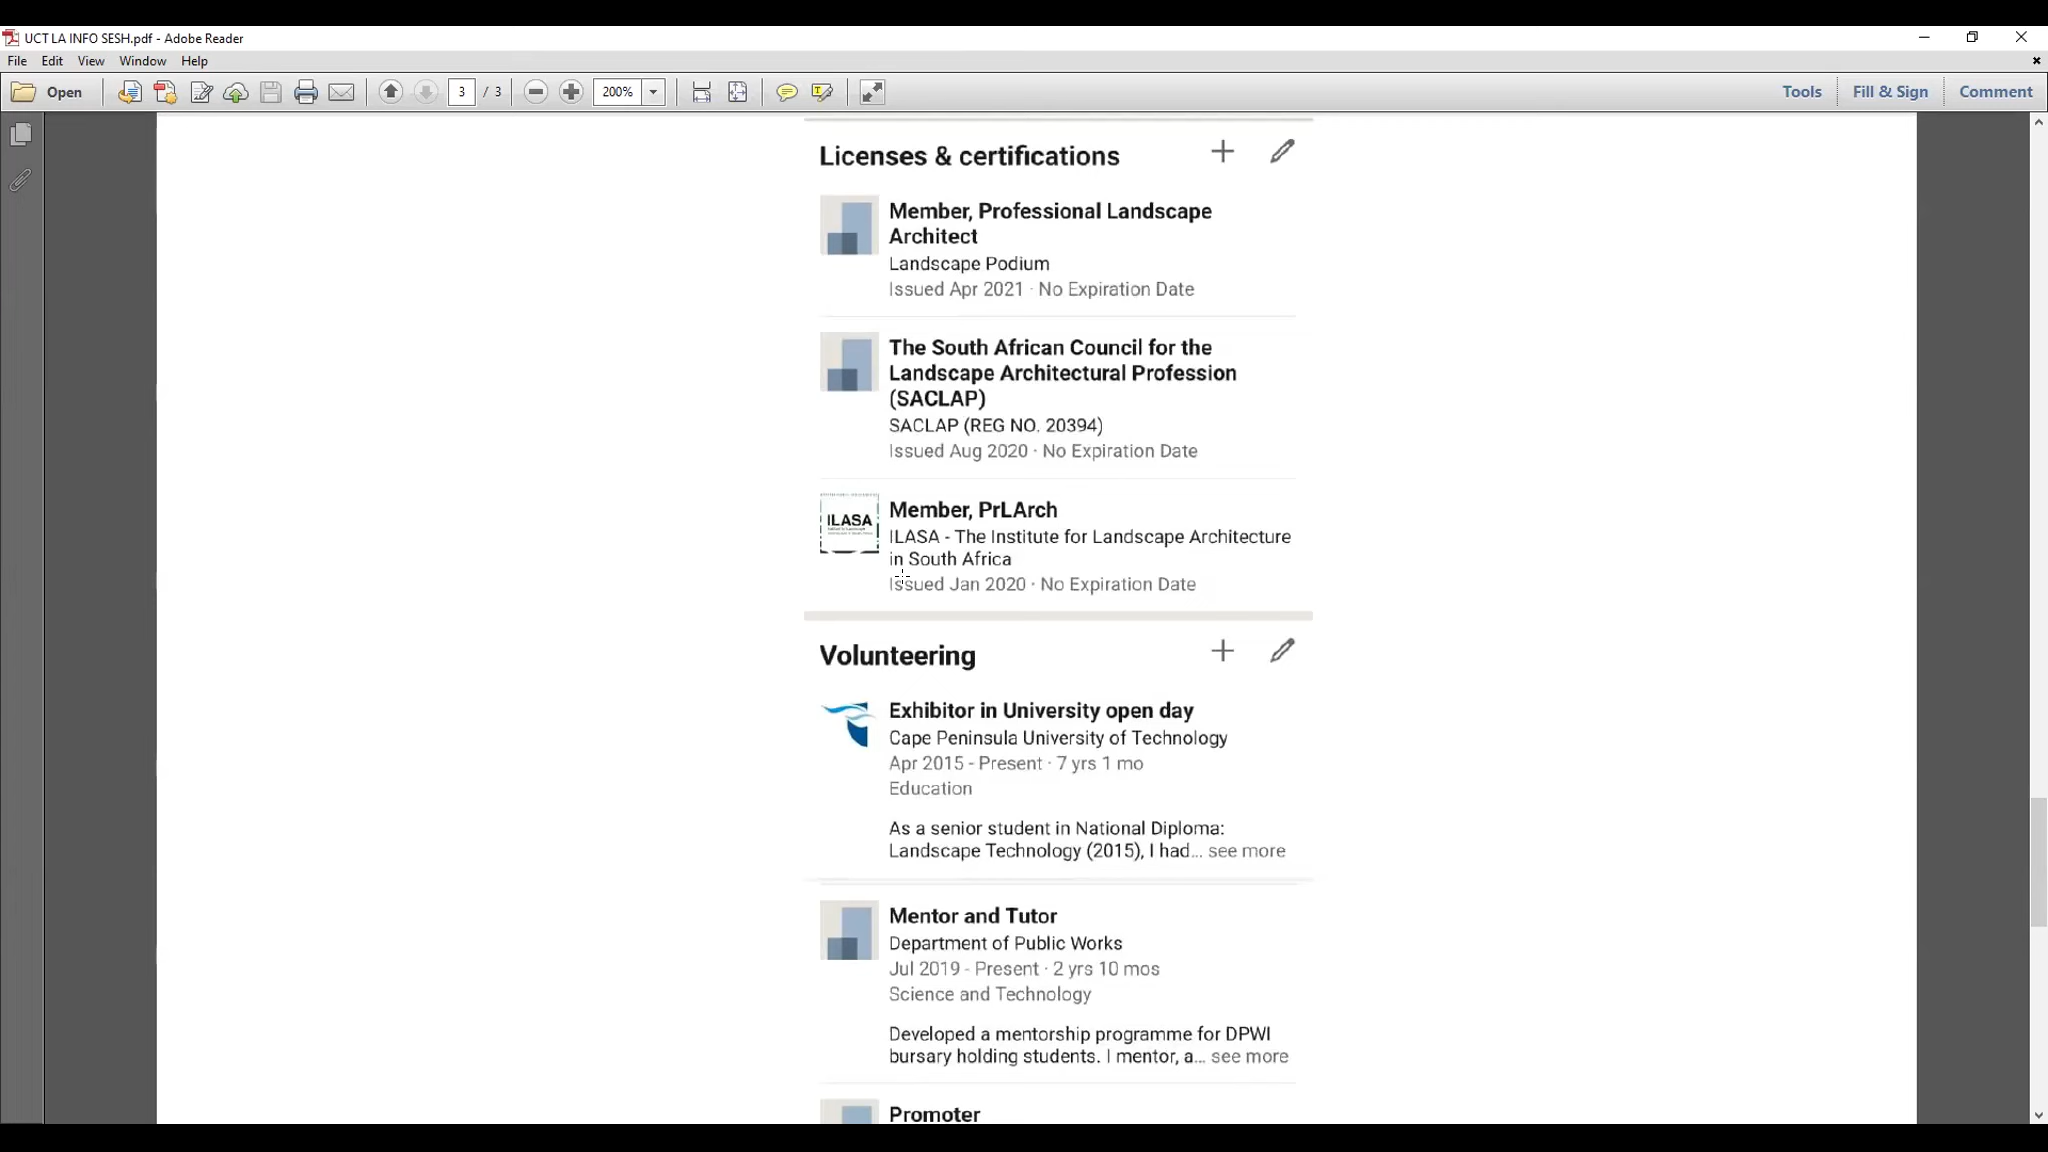 UCT LA INFO SESH.pdf - Adobe Reader
File Edit View Window Help
Open 3 / 3 200% Tools Fill & Sign Comment
Licenses & certifications
Member, Professional Landscape
Architect
Landscape Podium
Issued Apr 2021 · No Expiration Date
The South African Council for the
Landscape Architectural Profession
(SACLAP)
SACLAP (REG NO. 20394)
Issued Aug 2020 · No Expiration Date
ILASA
Member, PrLArch
ILASA - The Institute for Landscape Architecture
in South Africa
Issued Jan 2020 · No Expiration Date
Volunteering
Exhibitor in University open day
Cape Peninsula University of Technology
Apr 2015 - Present · 7 yrs 1 mo
Education
As a senior student in National Diploma:
Landscape Technology (2015), I had... see more
Mentor and Tutor
Department of Public Works
Jul 2019 - Present · 2 yrs 10 mos
Science and Technology
Developed a mentorship programme for DPWI
bursary holding students. I mentor, a... see more
Promoter